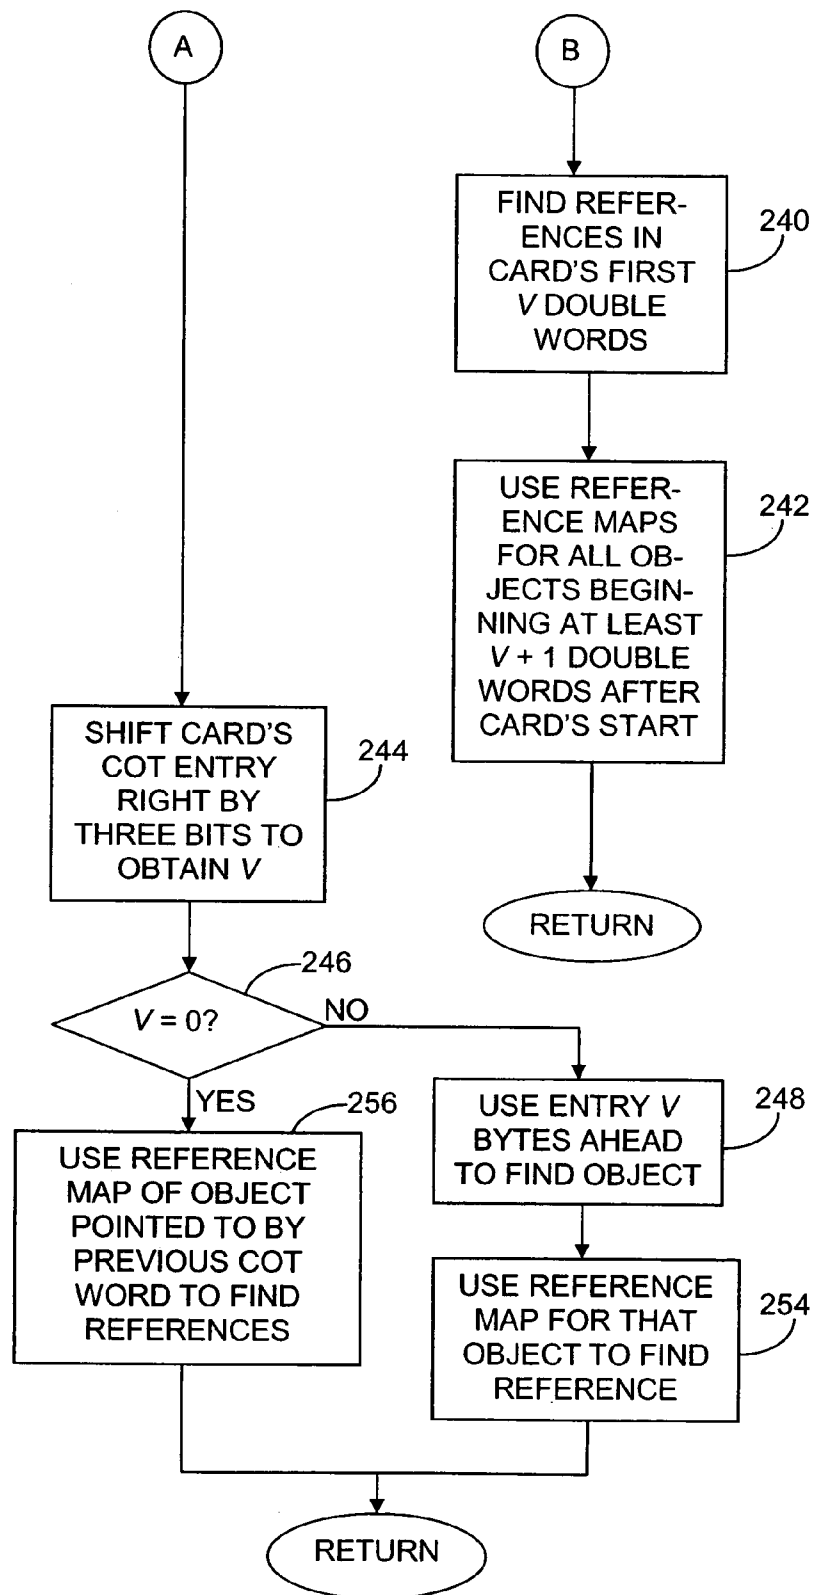 A
B
FIND REFER-
ENCES IN
CARD'S FIRST
V DOUBLE
WORDS
240
USE REFER-
ENCE MAPS
FOR ALL OB-
JECTS BEGIN-
NING AT LEAST
V + 1 DOUBLE
WORDS AFTER
CARD'S START
242
SHIFT CARD'S
COT ENTRY
RIGHT BY
THREE BITS TO
OBTAIN V
244
RETURN
246
V = 0?
NO
YES
256
USE REFERENCE
MAP OF OBJECT
POINTED TO BY
PREVIOUS COT
WORD TO FIND
REFERENCES
USE ENTRY V
BYTES AHEAD
TO FIND OBJECT
248
USE REFERENCE
MAP FOR THAT
OBJECT TO FIND
REFERENCE
254
RETURN